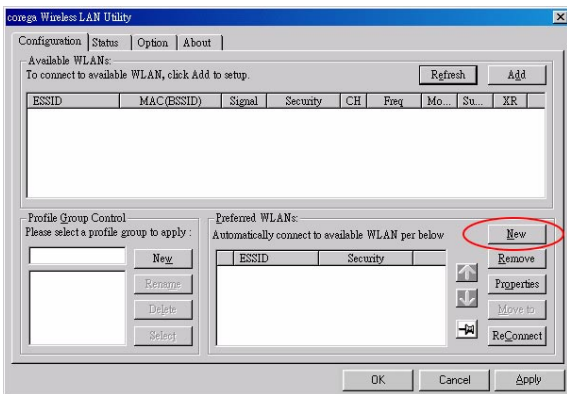 corega Wireless LAN Utility
Configuration Status Option About
Available WLANs:
To connect to available WLAN, click Add to setup.
Refresh Add
ESSID MAC(BSSID) Signal Security CH Freq Mo... Su... XR
Profile Group Control
Please select a profile group to apply :
New
Rename
Delete
Select
Preferred WLANs:
Automatically connect to available WLAN per below
ESSID Security
New
Remove
Properties
Move to
ReConnect
OK Cancel Apply